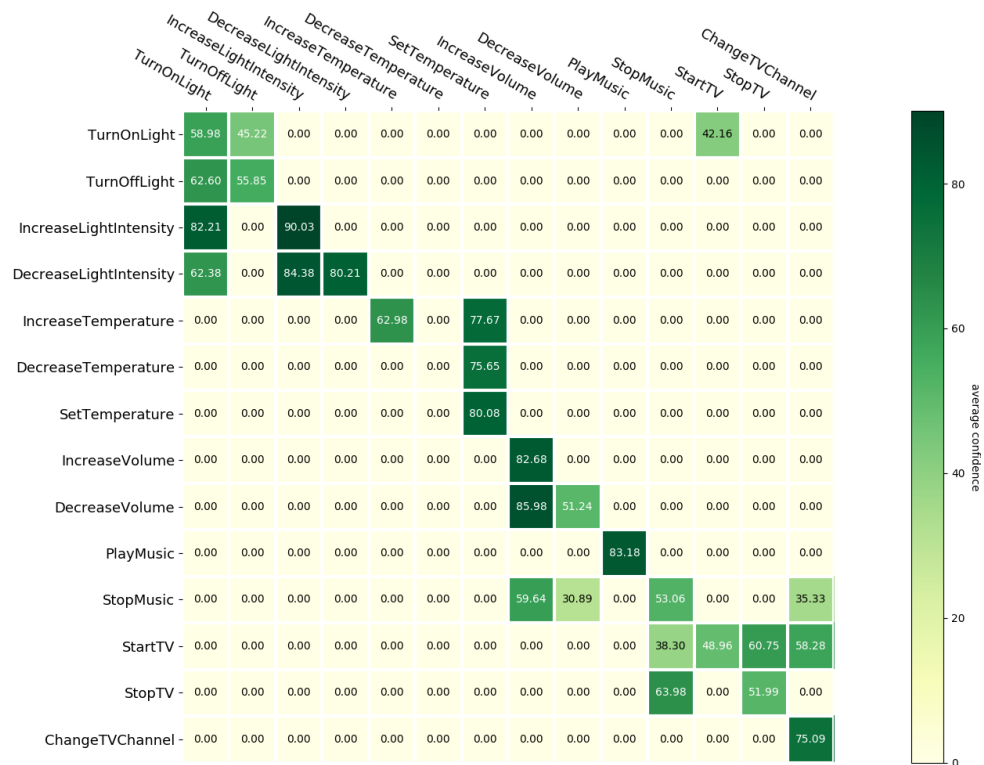 TurnOnLight
TurnOffLight
IncreaseLightIntensity
DecreaseLightIntensity
IncreaseTemperature
DecreaseTemperature
SetTemperature
IncreaseVolume
DecreaseVolume
PlayMusic
StopMusic
StartTV
StopTV
ChangeTVChannel
TurnOnLight 58.98 45.22 0.00 0.00 0.00 0.00 0.00 0.00 0.00 0.00 0.00 42.16 0.00 0.00
TurnOffLight 62.60 55.85 0.00 0.00 0.00 0.00 0.00 0.00 0.00 0.00 0.00 0.00 0.00 0.00
IncreaseLightIntensity 82.21 0.00 90.03 0.00 0.00 0.00 0.00 0.00 0.00 0.00 0.00 0.00 0.00 0.00
DecreaseLightIntensity 62.38 0.00 84.38 80.21 0.00 0.00 0.00 0.00 0.00 0.00 0.00 0.00 0.00 0.00
IncreaseTemperature 0.00 0.00 0.00 0.00 62.98 0.00 77.67 0.00 0.00 0.00 0.00 0.00 0.00 0.00
DecreaseTemperature 0.00 0.00 0.00 0.00 0.00 0.00 75.65 0.00 0.00 0.00 0.00 0.00 0.00 0.00
SetTemperature 0.00 0.00 0.00 0.00 0.00 0.00 80.08 0.00 0.00 0.00 0.00 0.00 0.00 0.00
IncreaseVolume 0.00 0.00 0.00 0.00 0.00 0.00 0.00 82.68 0.00 0.00 0.00 0.00 0.00 0.00
DecreaseVolume 0.00 0.00 0.00 0.00 0.00 0.00 0.00 85.98 51.24 0.00 0.00 0.00 0.00 0.00
PlayMusic 0.00 0.00 0.00 0.00 0.00 0.00 0.00 0.00 0.00 83.18 0.00 0.00 0.00 0.00
StopMusic 0.00 0.00 0.00 0.00 0.00 0.00 0.00 59.64 30.89 0.00 53.06 0.00 0.00 35.33
StartTV 0.00 0.00 0.00 0.00 0.00 0.00 0.00 0.00 0.00 0.00 38.30 48.96 60.75 58.28
StopTV 0.00 0.00 0.00 0.00 0.00 0.00 0.00 0.00 0.00 0.00 63.98 0.00 51.99 0.00
ChangeTVChannel 0.00 0.00 0.00 0.00 0.00 0.00 0.00 0.00 0.00 0.00 0.00 0.00 0.00 75.09
80
60
40
20
0
average confidence